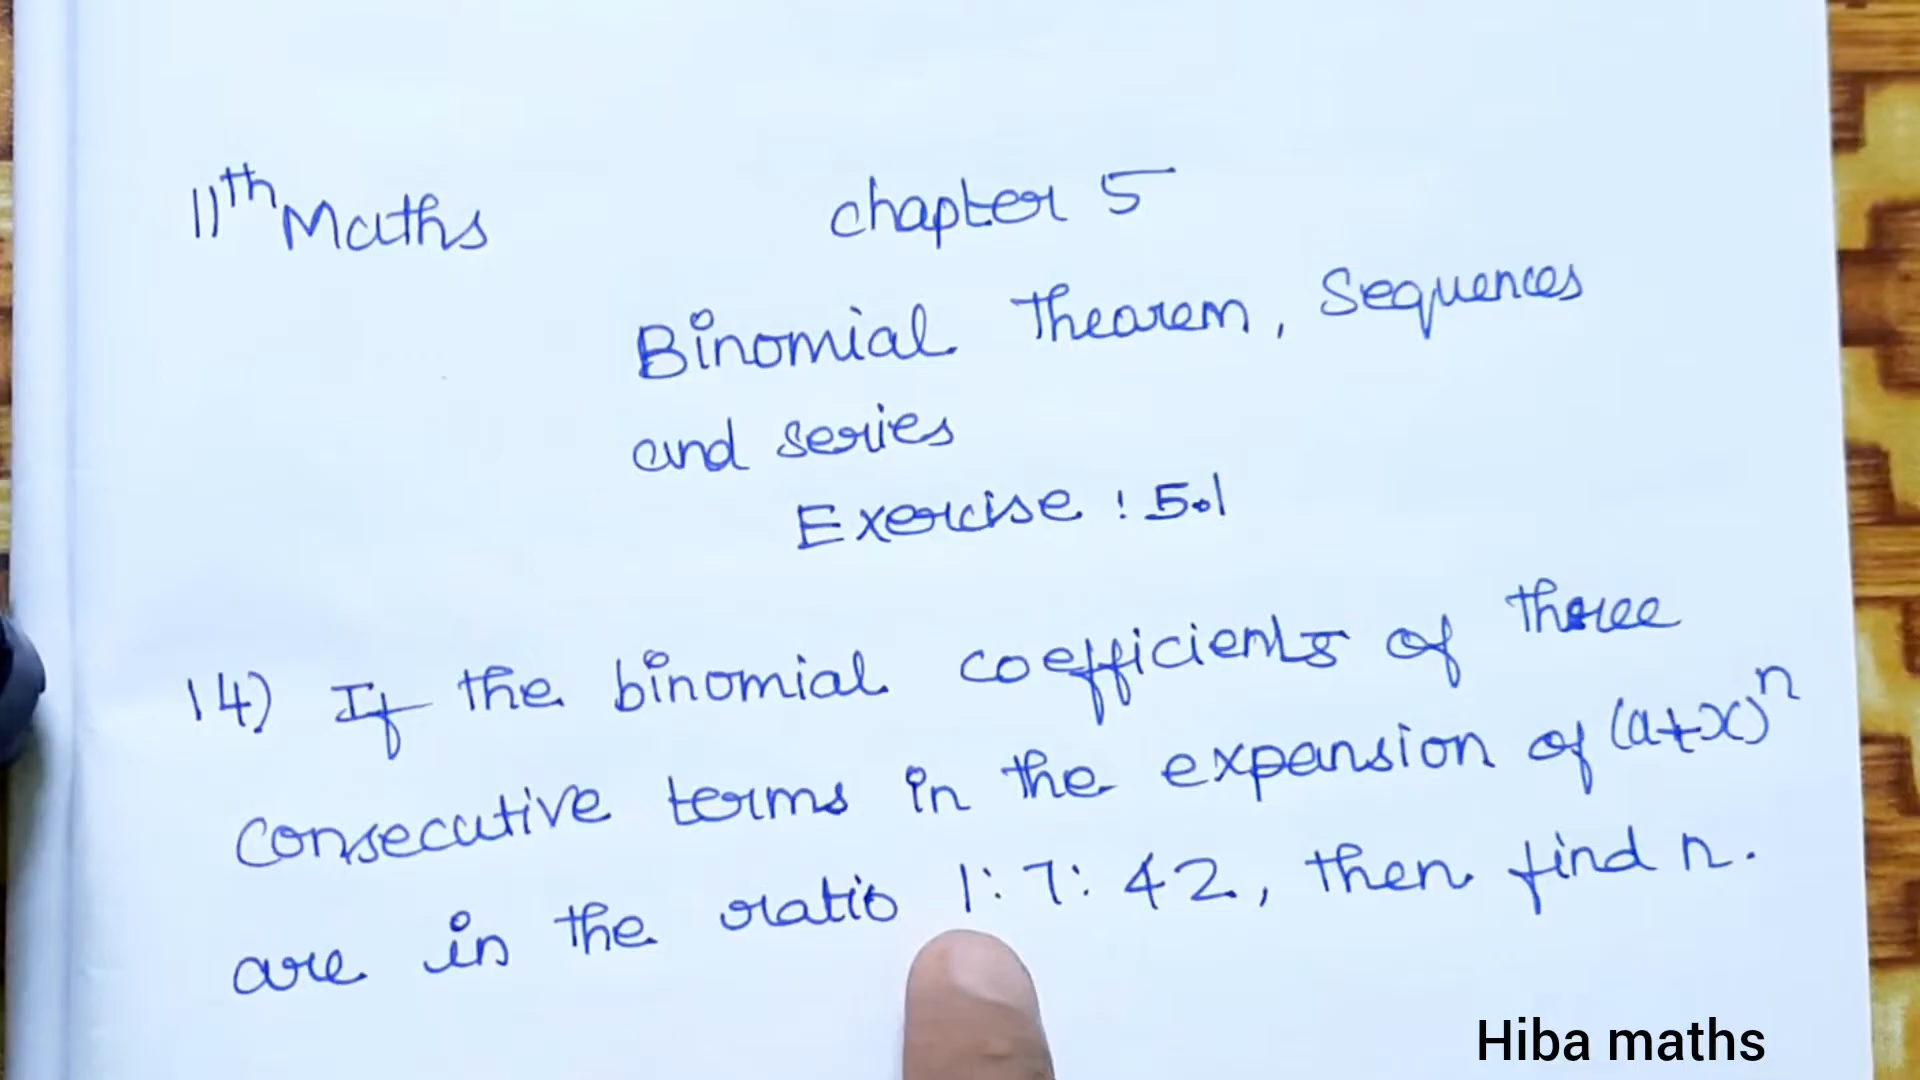 11th Maths chapter 5
Binomial Thearem, Sequences
and series
Exercise : 5.1
14) If the binomial coefficients of three
consecutive terms in the expansion of (a+x)^n
are in the ratio 1:7:42, then find n.
Hiba maths